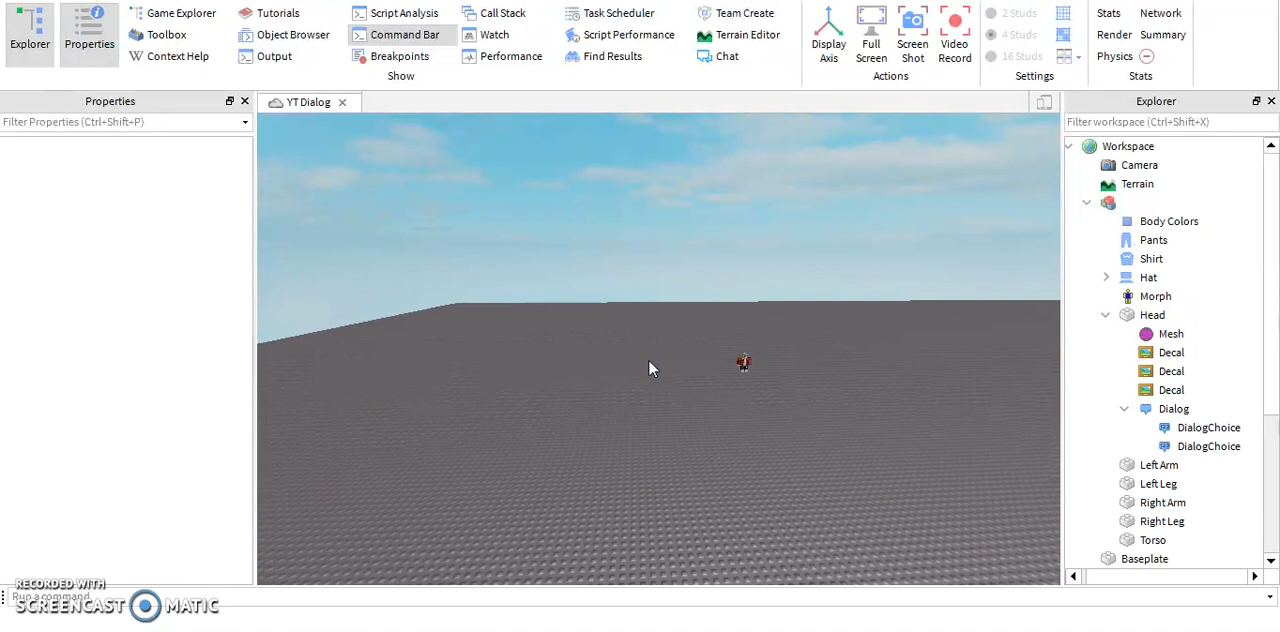 Explorer
Properties
Game Explorer
Toolbox
Context Help
Tutorials
Object Browser
Output
Script Analysis
Command Bar
Breakpoints
Call Stack
Watch
Performance
Task Scheduler
Script Performance
Find Results
Team Create
Terrain Editor
Chat
Show
Display Axis
Full Screen
Screen Shot
Video Record
Actions
2 Studs
4 Studs
16 Studs
Settings
Stats
Network
Render
Summary
Physics
Stats
Properties
Filter Properties (Ctrl+Shift+P)
YT Dialog
Explorer
Filter workspace (Ctrl+Shift+X)
Workspace
Camera
Terrain
Body Colors
Pants
Shirt
Hat
Morph
Head
Mesh
Decal
Decal
Decal
Dialog
DialogChoice
DialogChoice
Left Arm
Left Leg
Right Arm
Right Leg
Torso
Baseplate
RECORDED WITH
Run a command
SCREENCAST MATIC